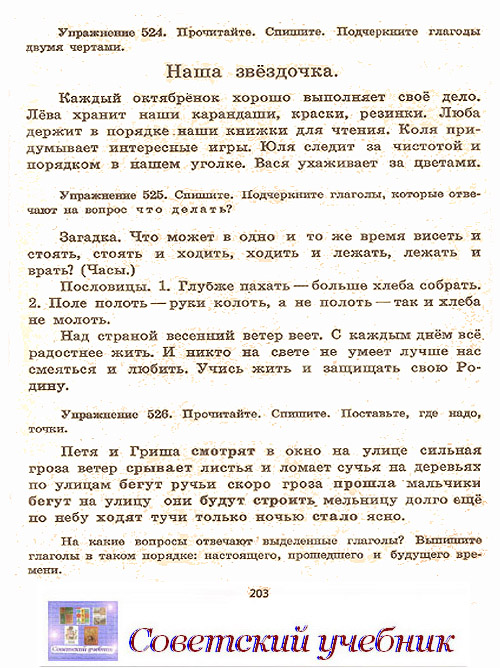 Упражнение 524. Прочитайте. Спишите. Подчеркните глаголы
двумя чертами.
Наша звёздочка.
Каждый октябрёнок хорошо выполняет своё дело.
Лёва хранит наши карандаши, краски, резинки. Люба
держит в порядке наши книжки для чтения. Коля при-
думывает интересные игры. Юля следит за чистотой и
порядком в нашем уголке. Вася ухаживает за цветами.
Упражнение 525. Спишите. Подчеркните глаголы, которые отве-
чают на вопрос что делать?
Загадка. Что может в одно и то же время висеть и
стоять, стоять и ходить, ходить и лежать, лежать и
врать? (Часы.)
Пословицы. 1. Глубже пахать — больше хлеба собрать.
2. Поле полоть — руки колоть, а не полоть — так и хлеба
не молоть.
Над страной весенний ветер веет. С каждым днём всё
радостнее жить. И никто на свете не умеет лучше нас
смеяться и любить. Учись жить и защищать свою Ро-
дину.
Упражнение 526. Прочитайте. Спишите. Поставьте, где надо,
точки.
Петя и Гриша смотрят в окно на улице сильная
гроза ветер срывает листья и ломает сучья на деревьях
по улицам бегут ручьи скоро гроза прошла мальчики
бегут на улицу они будут строить мельницу долго ещё
по небу ходят тучи только ночью стало ясно.
На какие вопросы отвечают выделенные глаголы? Выпишите
глаголы в таком порядке: настоящего, прошедшего и будущего вре-
мени.
203
Советский учебник
Советский учебник